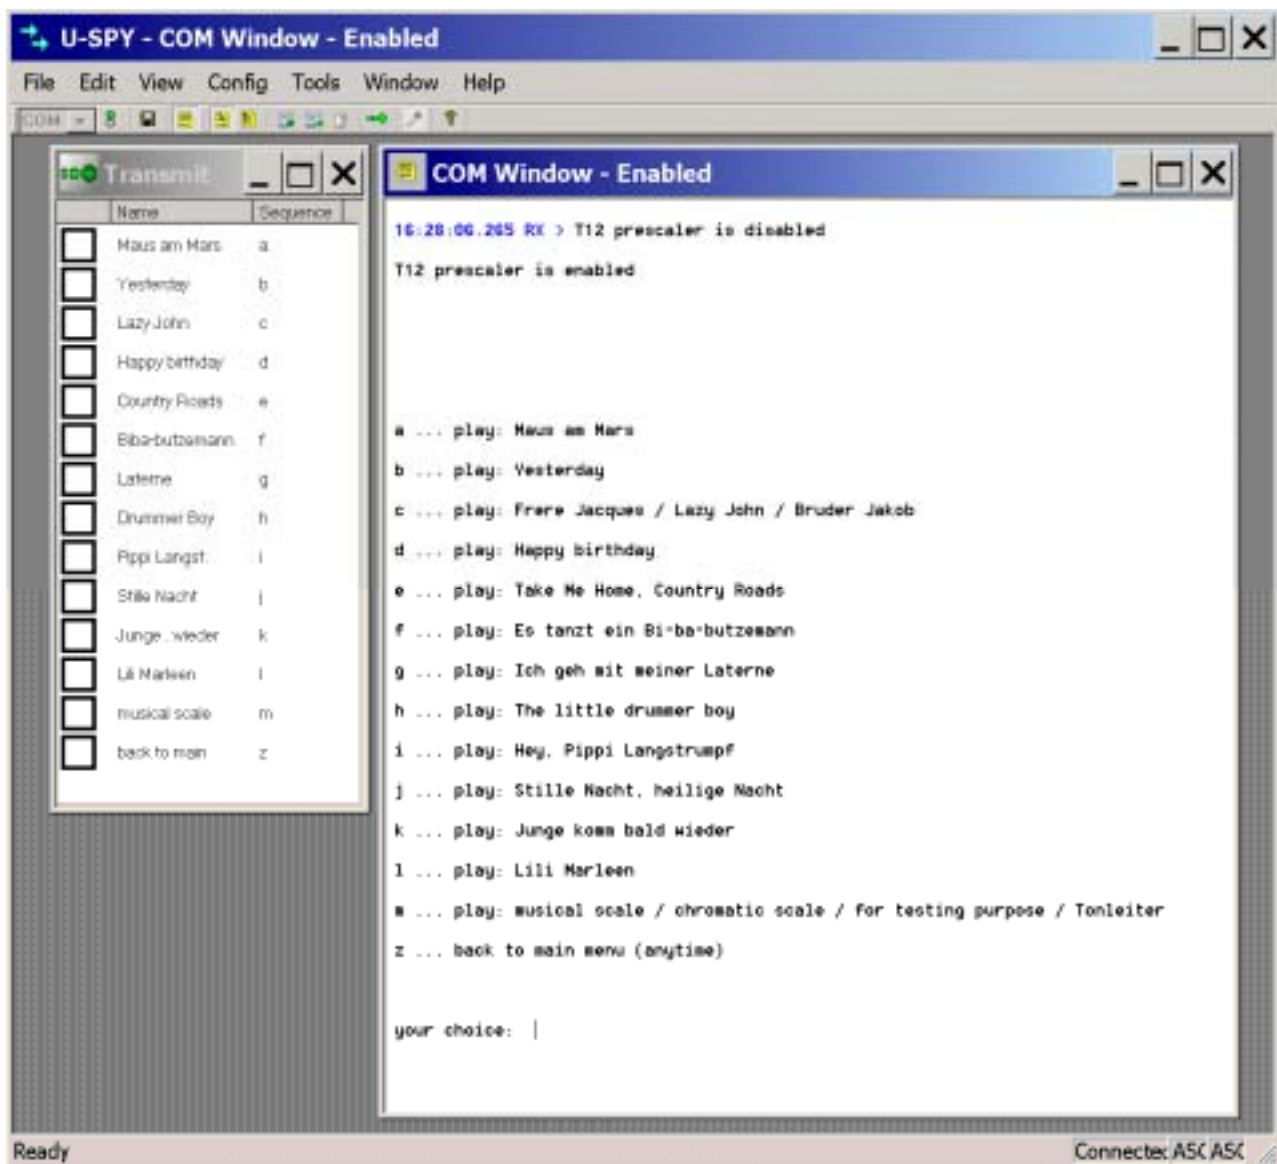 U-SPY - COM Window - Enabled
File Edit View Config Tools Window Help
COM
Transmit
Name Sequence
Maus am Mars a
Yesterday b
Lazy John c
Happy birthday d
Country Roads e
Biba-butzemann f
Laterne g
Drummer Boy h
Pippi Langst. i
Stille Nacht j
Junge..wieder k
Lili Marleen l
musical scale m
back to main z
COM Window - Enabled
16:28:06.265 RX > T12 prescaler is disabled
T12 prescaler is enabled
a ... play: Maus am Mars
b ... play: Yesterday
c ... play: Frere Jacques / Lazy John / Bruder Jakob
d ... play: Happy birthday
e ... play: Take Me Home, Country Roads
f ... play: Es tanzt ein Bi-ba-butzemann
g ... play: Ich geh mit meiner Laterne
h ... play: The little drummer boy
i ... play: Hey, Pippi Langstrumpf
j ... play: Stille Nacht, heilige Nacht
k ... play: Junge komm bald wieder
l ... play: Lili Marleen
m ... play: musical scale / chromatic scale / for testing purpose / Tonleiter
z ... back to main menu (anytime)
your choice:
Ready Connectec ASC ASC